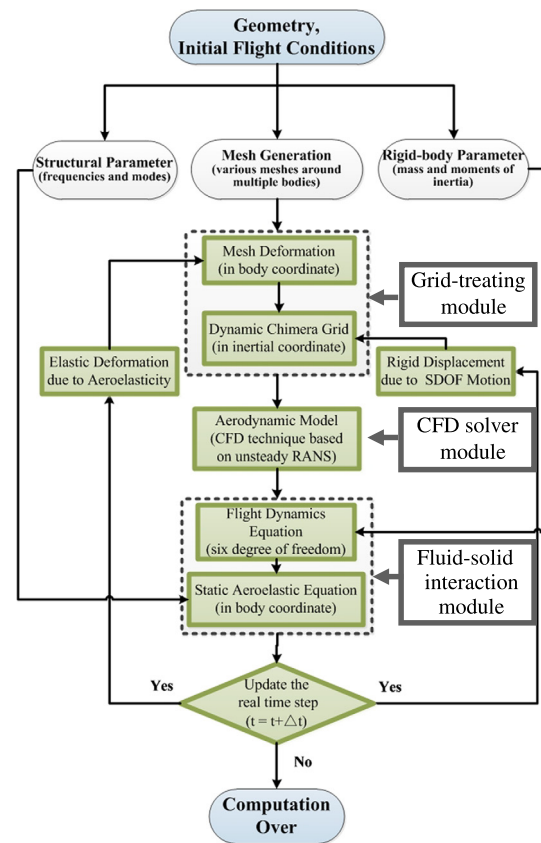 Geometry,
Initial Flight Conditions
Structural Parameter
(frequencies and modes)
Mesh Generation
(various meshes around
multiple bodies)
Rigid-body Parameter
(mass and moments of
inertia)
Mesh Deformation
(in body coordinate)
Grid-treating
module
Dynamic Chimera Grid
(in inertial coordinate)
Elastic Deformation
due to Aeroelasticity
Rigid Displacement
due to SDOF Motion
Aerodynamic Model
(CFD technique based
on unsteady RANS)
CFD solver
module
Flight Dynamics
Equation
(six degree of freedom)
Fluid-solid
interaction
module
Static Aeroelastic Equation
(in body coordinate)
Yes
Update the
real time step
(t = t+△t)
Yes
No
Computation
Over